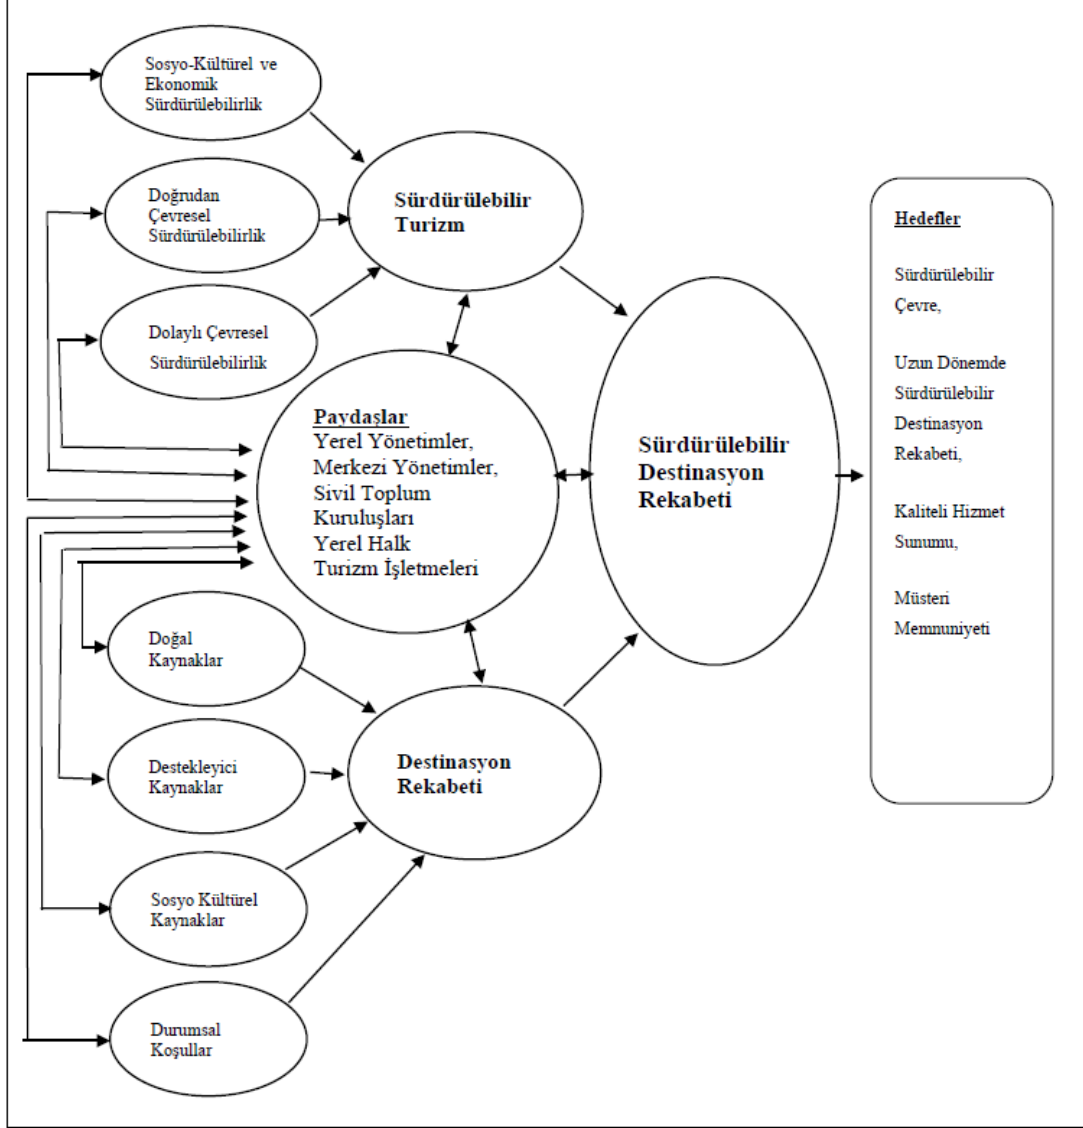 Sosyo-Kültürel ve
Ekonomik
Sürdürülebilirlik
Doğrudan
Çevresel
Sürdürülebilirlik
Dolaylı Çevresel
Sürdürülebilirlik
Sürdürülebilir
Turizm
Paydaşlar
Yerel Yönetimler,
Merkezi Yönetimler,
Sivil Toplum
Kuruluşları
Yerel Halk
Turizm İşletmeleri
Doğal
Kaynaklar
Destekleyici
Kaynaklar
Sosyo Kültürel
Kaynaklar
Durumsal
Koşullar
Destinasyon
Rekabeti
Sürdürülebilir
Destinasyon
Rekabeti
Hedefler
Sürdürülebilir
Çevre,
Uzun Dönemde
Sürdürülebilir
Destinasyon
Rekabeti,
Kaliteli Hizmet
Sunumu,
Müsteri
Memnuniyeti